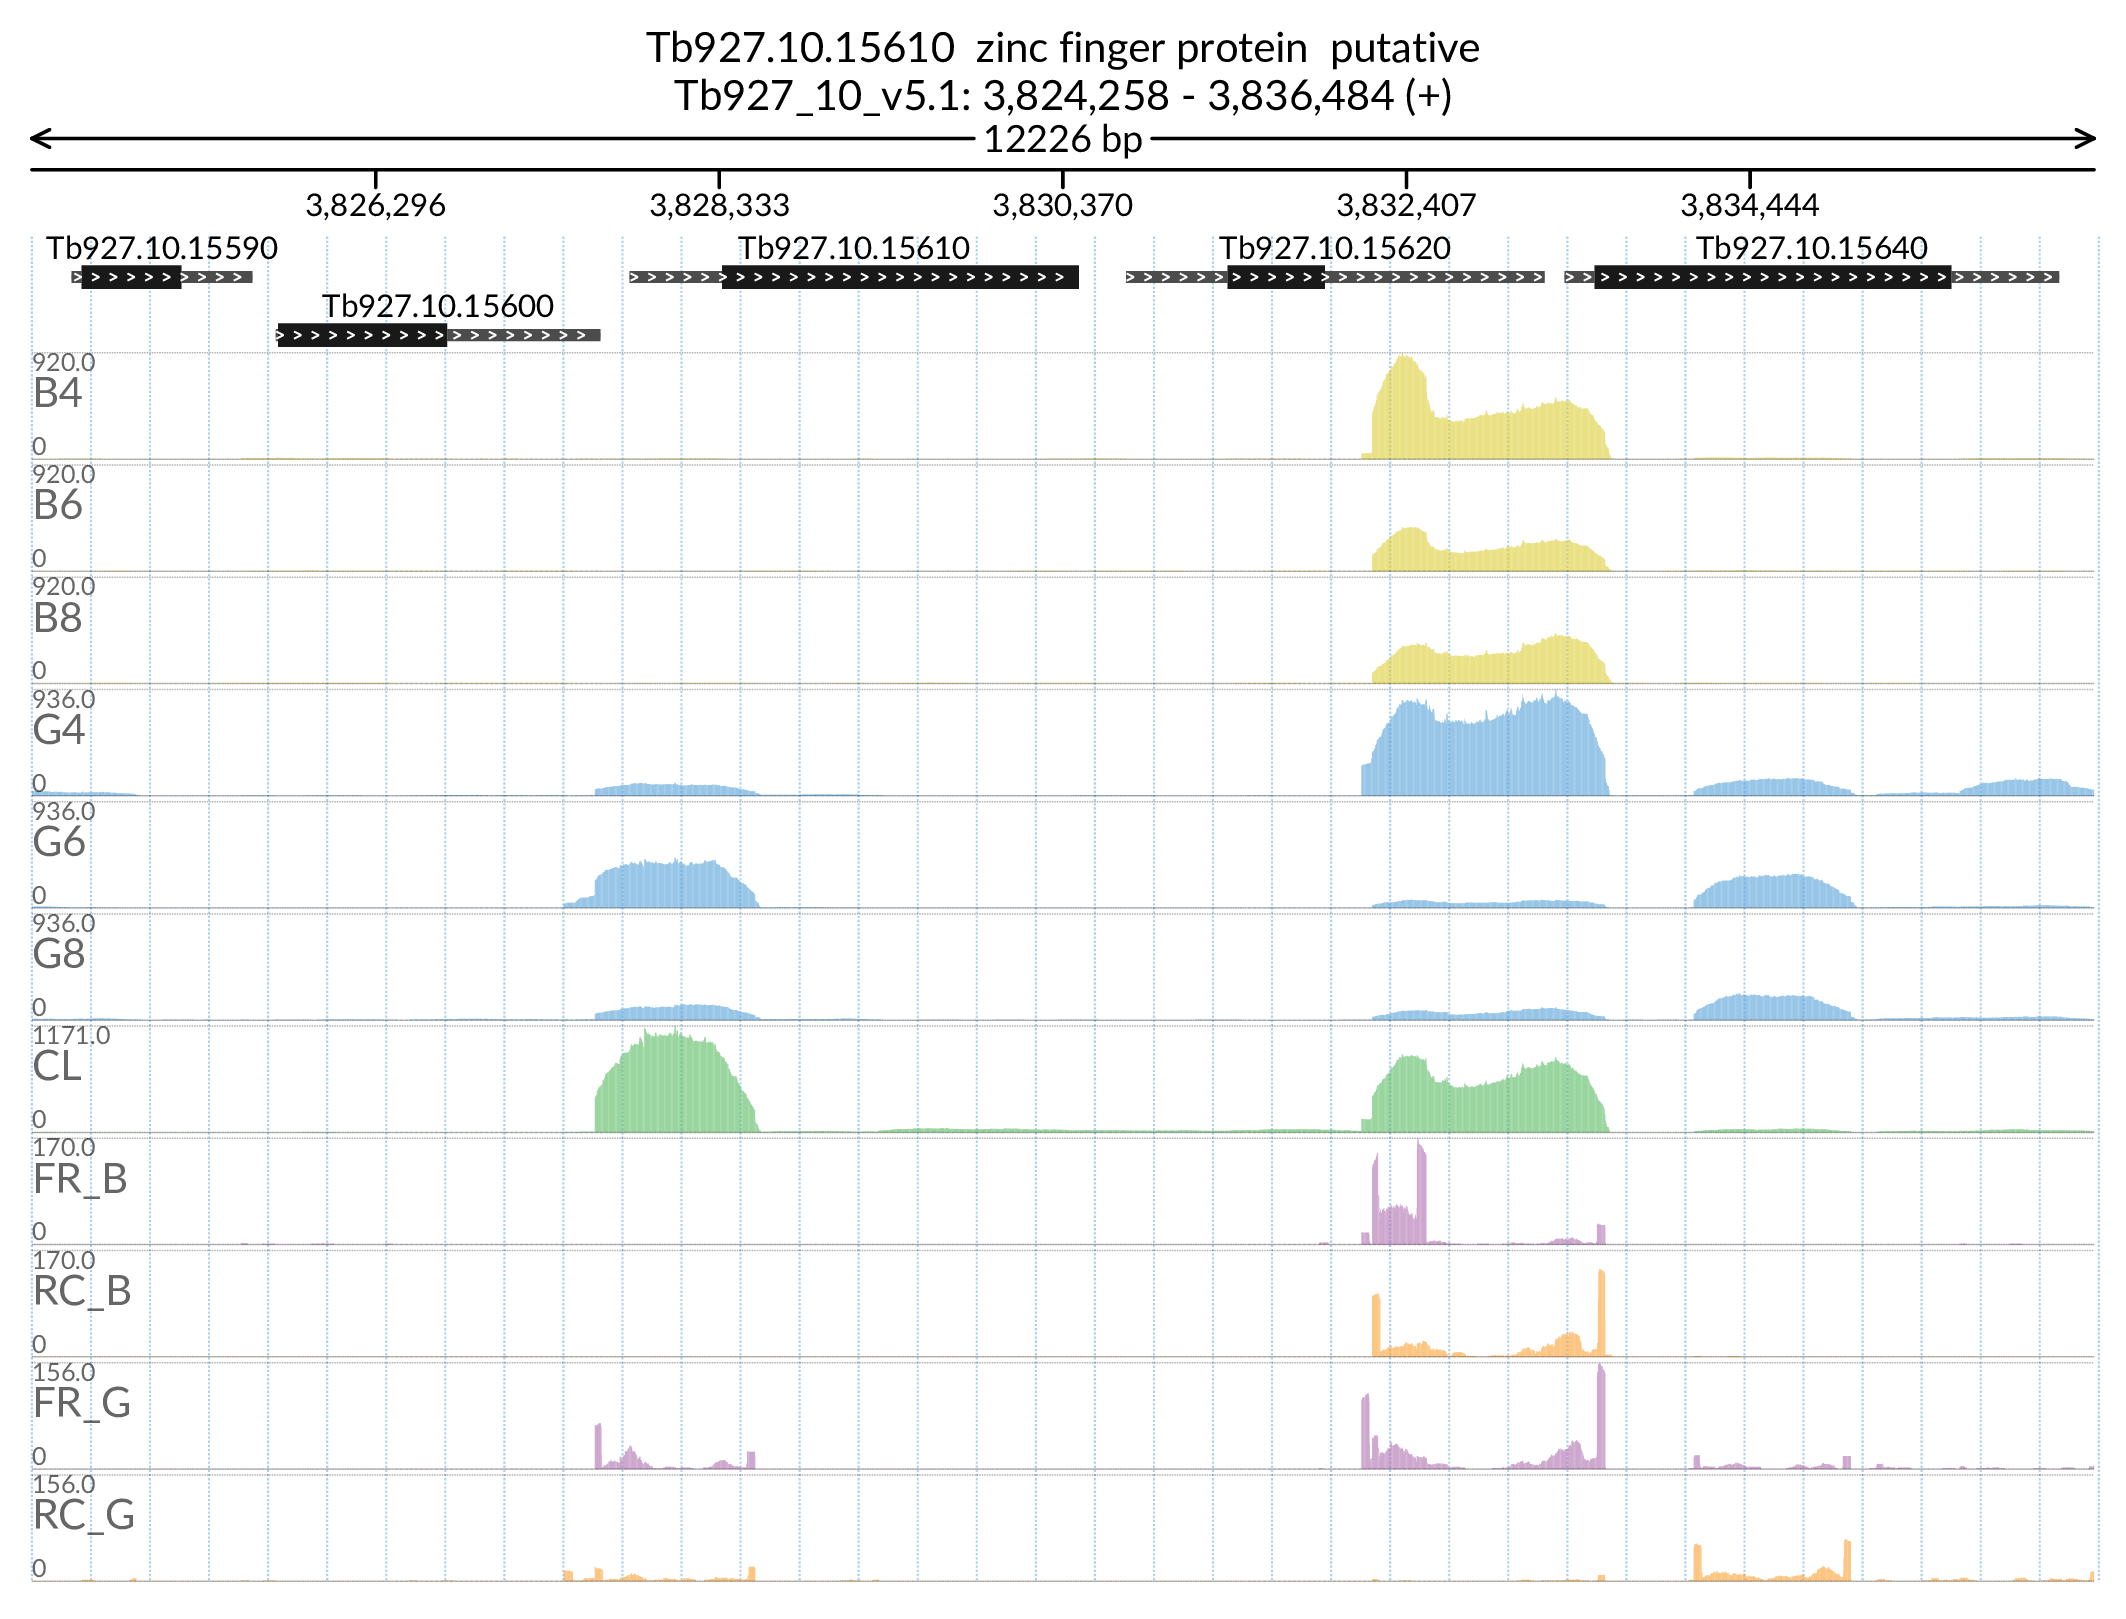 Tb927.10.15610  zinc finger protein  putative
Tb927_10_v5.1: 3,824,258 - 3,836,484 (+)
12226 bp
3,826,296 3,828,333 3,830,370 3,832,407 3,834,444
Tb927.10.15590 Tb927.10.15610 Tb927.10.15620 Tb927.10.15640
Tb927.10.15600
920.0
B4
0
920.0
B6
0
920.0
B8
0
936.0
G4
0
936.0
G6
0
936.0
G8
0
1171.0
CL
0
170.0
FR_B
0
170.0
RC_B
0
156.0
FR_G
0
156.0
RC_G
0